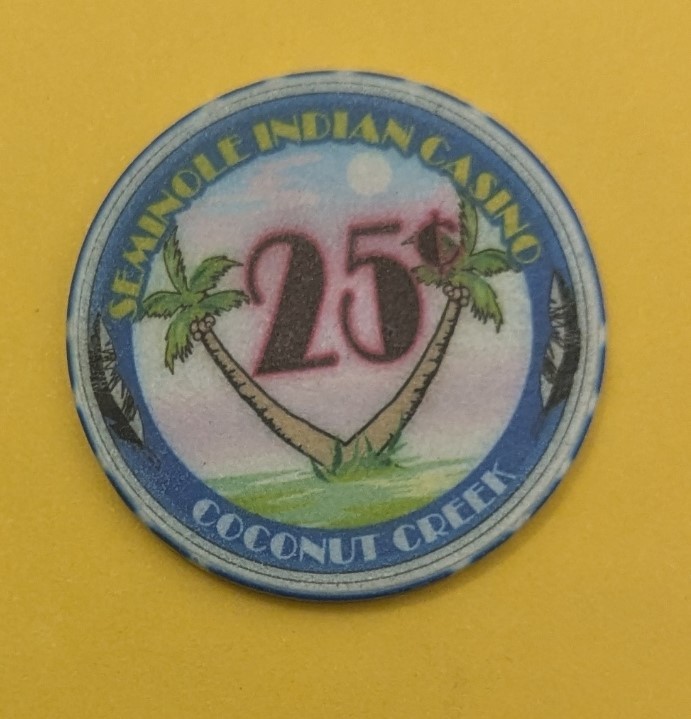 SEMINOLE INDIAN CASINO
25¢
COCONUT CREEK